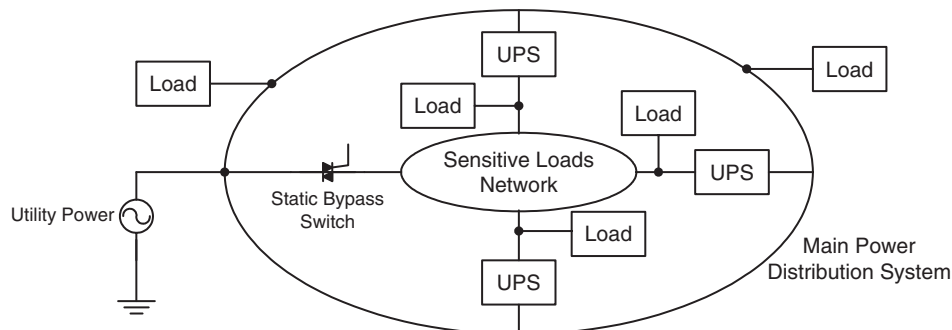 UPS
Load
Load
Load
Load
Sensitive Loads
Network
UPS
Static Bypass
Switch
Utility Power
Load
UPS
Main Power
Distribution System